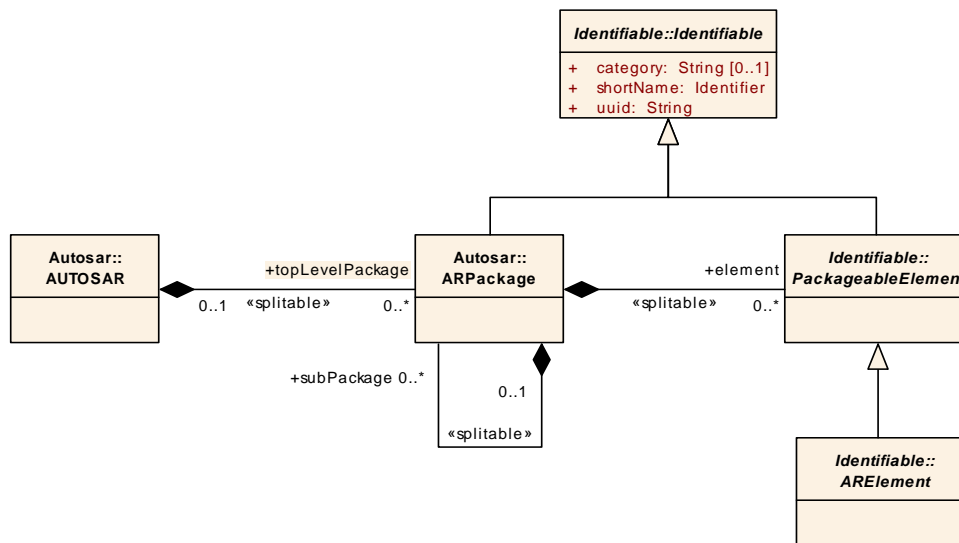 Identifiable::Identifiable
+ category: String [0..1]
+ shortName: Identifier
+ uuid: String
Autosar::
AUTOSAR
+topLevelPackage
0..1 «splitable» 0..*
Autosar::
ARPackage
+element
«splitable» 0..*
Identifiable::
PackageableElement
+subPackage 0..*
0..1
«splitable»
Identifiable::
ARElement